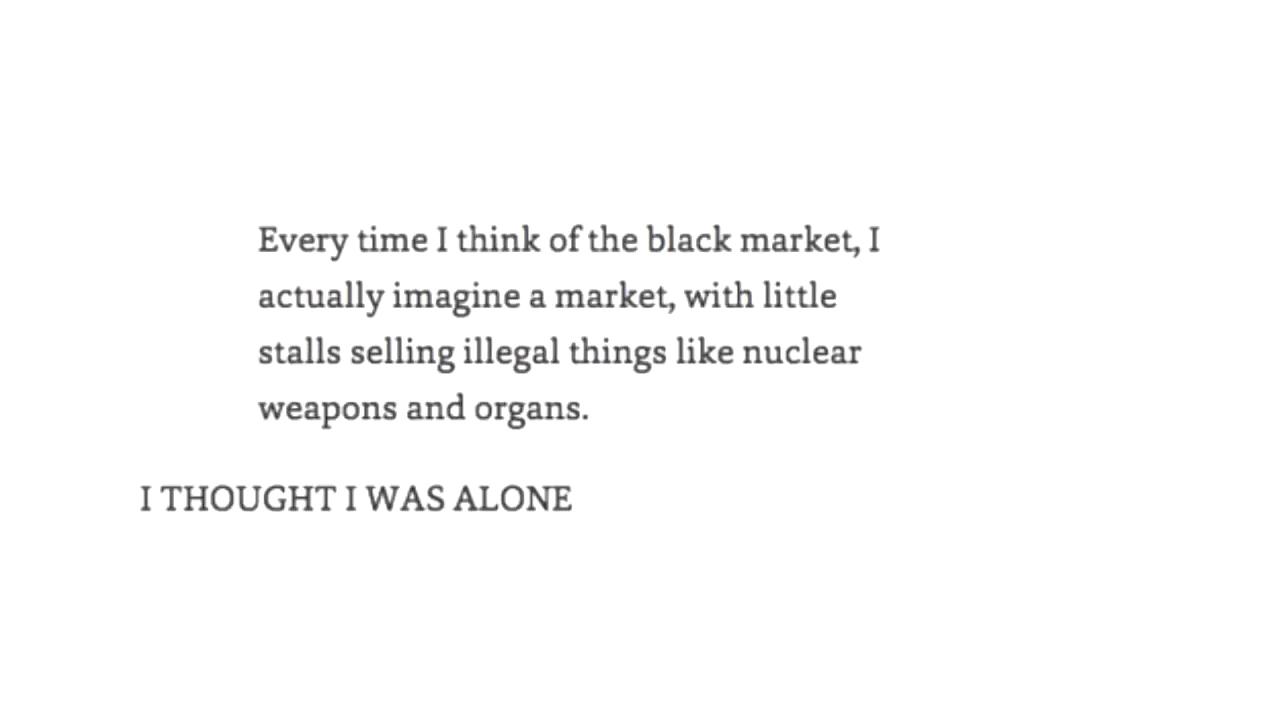 Every time I think of the black market, I
actually imagine a market, with little
stalls selling illegal things like nuclear
weapons and organs.
I THOUGHT I WAS ALONE